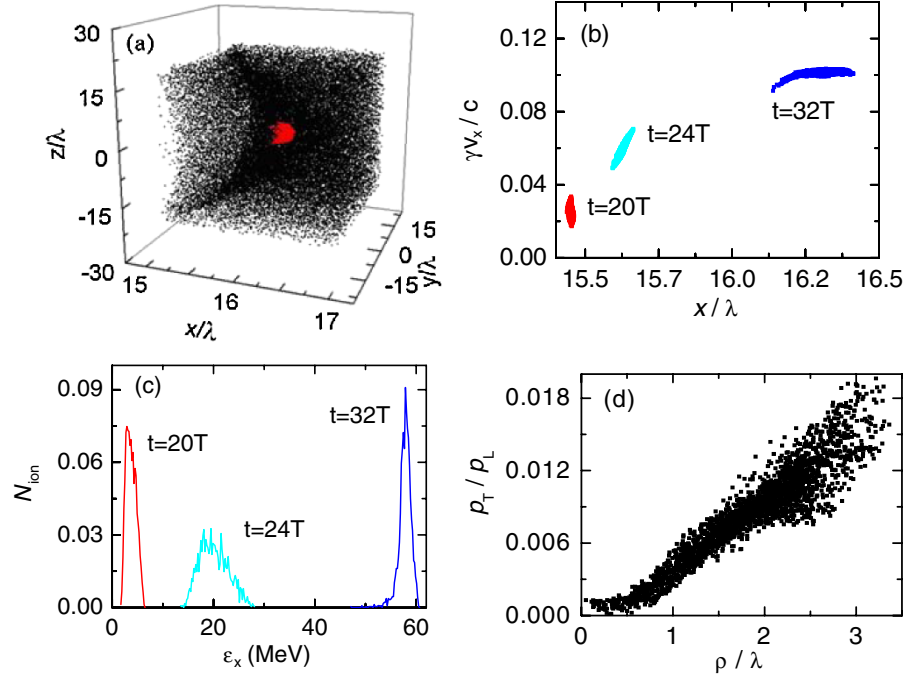 (a)
30
15
0
-15
-30
z/λ
15
16
17
x/λ
15
0
-15
y/λ
(b)
0.12
0.08
0.04
0.00
γv_x / c
t=32T
t=24T
t=20T
15.5 15.7 16.0 16.2 16.5
x / λ
(c)
0.09
0.06
0.03
0.00
N_ion
t=20T
t=32T
t=24T
0 20 40 60
ε_x (MeV)
(d)
0.018
0.012
0.006
0.000
p_T / p_L
0 1 2 3
ρ / λ